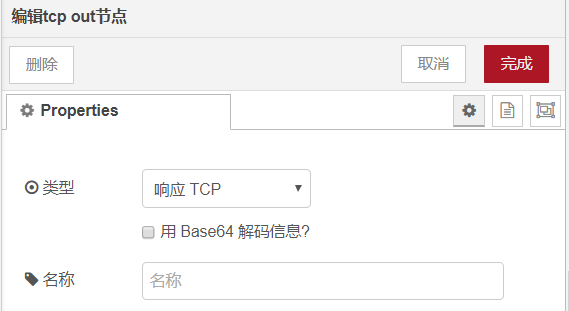 编辑tcp out节点
删除 取消 完成
Properties
类型 响应 TCP
用 Base64 解码信息?
名称 名称